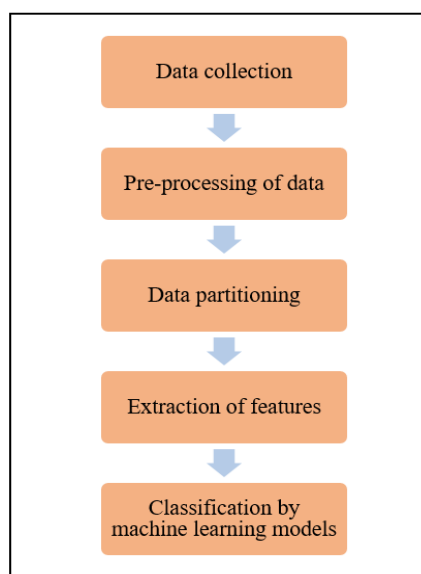 Data collection
Pre-processing of data
Data partitioning
Extraction of features
Classification by
machine learning models